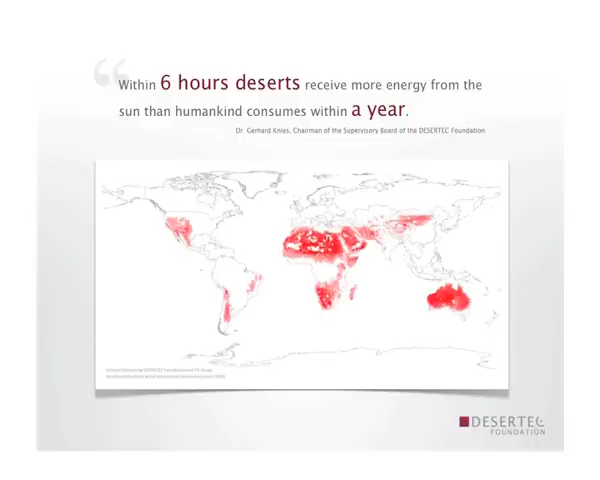 Within 6 hours deserts receive more energy from the
sun than humankind consumes within a year.
Dr. Gerhard Knies, Chairman of the Supervisory Board of the DESERTEC Foundation
DESERTEC
FOUNDATION